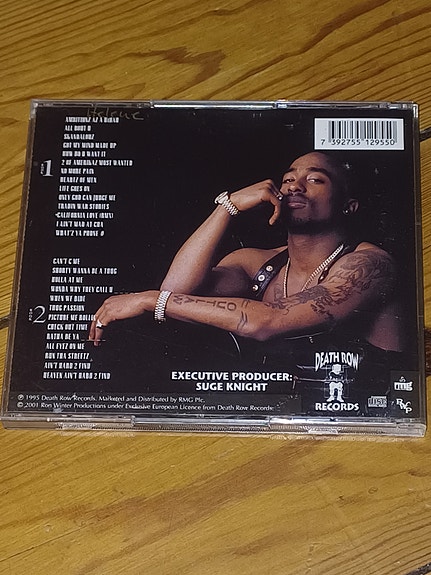 Helene
AMBITIONZ AZ A RIDAH
ALL BOUT U
SKANDALOUZ
GOT MY MIND MADE UP
HOW DO U WANT IT
2 OF AMERIKAZ MOST WANTED
NO MORE PAIN
HEARTZ OF MEN
LIFE GOES ON
ONLY GOD CAN JUDGE ME
TRADIN WAR STORIES
CALIFORNIA LOVE (RMX)
I AIN'T MAD AT CHA
WHAT'Z YA PHONE #
1
CAN'T C ME
SHORTY WANNA BE A THUG
HOLLA AT ME
WONDA WHY THEY CALL U
WHEN WE RIDE
THUG PASSION
PICTURE ME ROLLIN
CHECK OUT TIME
RATHA BE YA
ALL EYEZ ON ME
RUN THA STREETZ
AIN'T HARD 2 FIND
HEAVEN AIN'T HARD 2 FIND
2
7 392755 129550
OUTLAW
EXECUTIVE PRODUCER:
SUGE KNIGHT
DEATH ROW
RECORDS
℗ 1995 Death Row Records. Marketed and Distributed by RMG Plc.
© 2001 Ron Winter Productions under Exclusive European Licence from Death Row Records